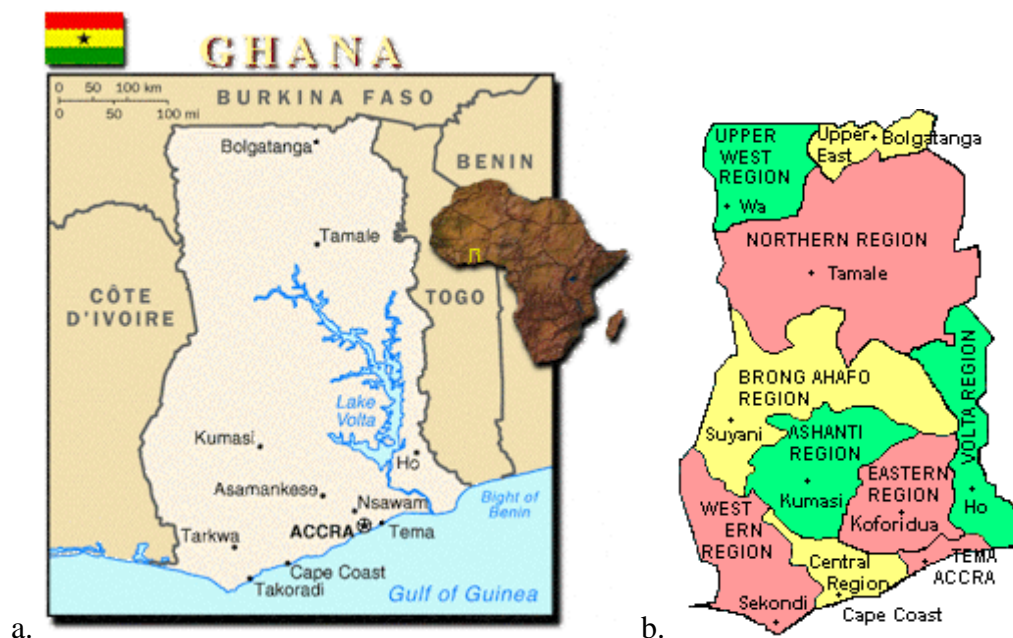 GHANA
0 50 100 km
0 50 100 mi
BURKINA FASO
Bolgatanga
BENIN
Tamale
CÔTE
D'IVOIRE
TOGO
Lake
Volta
Kumasi
Ho
Asamankese
Nsawam
Bight of
Benin
ACCRA
Tema
Tarkwa
Cape Coast
Takoradi
Gulf of Guinea
a.
UPPER
WEST
REGION
Wa
Upper
East
Bolgatanga
NORTHERN REGION
Tamale
BRONG AHAFO
REGION
Suyani
VOLTA REGION
ASHANTI
REGION
Kumasi
EASTERN
REGION
Koforidua
Ho
WEST
ERN
REGION
Central
Region
TEMA
ACCRA
Sekondi
Cape Coast
b.